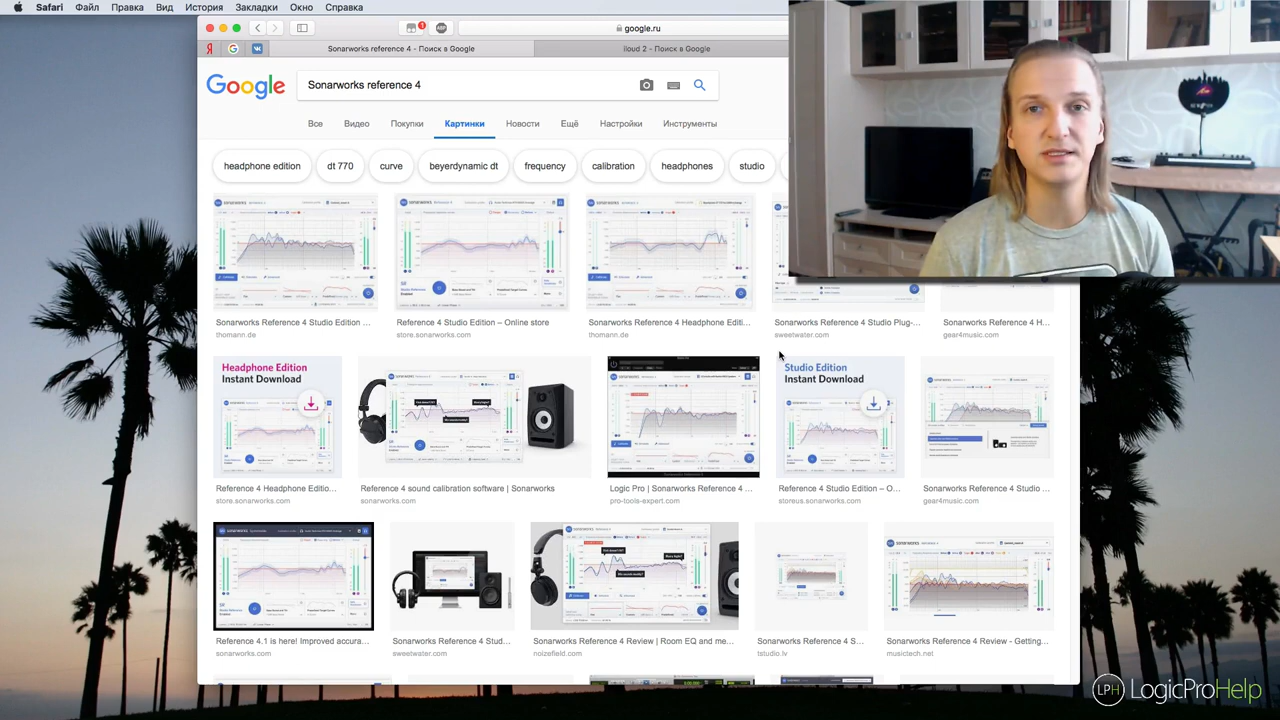 Safari Файл Правка Вид История Закладки Окно Справка
google.ru
Sonarworks reference 4 - Поиск в Google
iloud 2 - Поиск в Google
Google
Sonarworks reference 4
Все Видео Покупки Картинки Новости Ещё Настройки Инструменты
headphone edition dt 770 curve beyerdynamic dt frequency calibration headphones studio
Sonarworks Reference 4 Studio Edition ...
thomann.de
Reference 4 Studio Edition – Online store
store.sonarworks.com
Sonarworks Reference 4 Headphone Editi...
thomann.de
Sonarworks Reference 4 Studio Plug-...
sweetwater.com
Sonarworks Reference 4 H...
gear4music.com
Headphone Edition
Instant Download
Studio Edition
Instant Download
Reference 4 Headphone Editio...
store.sonarworks.com
Reference 4 sound calibration software | Sonarworks
sonarworks.com
Logic Pro | Sonarworks Reference 4 ...
pro-tools-expert.com
Reference 4 Studio Edition – O...
storeus.sonarworks.com
Sonarworks Reference 4 Studio ...
gear4music.com
Reference 4.1 is here! Improved accura...
sonarworks.com
Sonarworks Reference 4 Stud...
sweetwater.com
Sonarworks Reference 4 Review | Room EQ and me...
noizefield.com
Sonarworks Reference 4 S...
tstudio.lv
Sonarworks Reference 4 Review - Getting...
musictech.net
LPH LogicProHelp